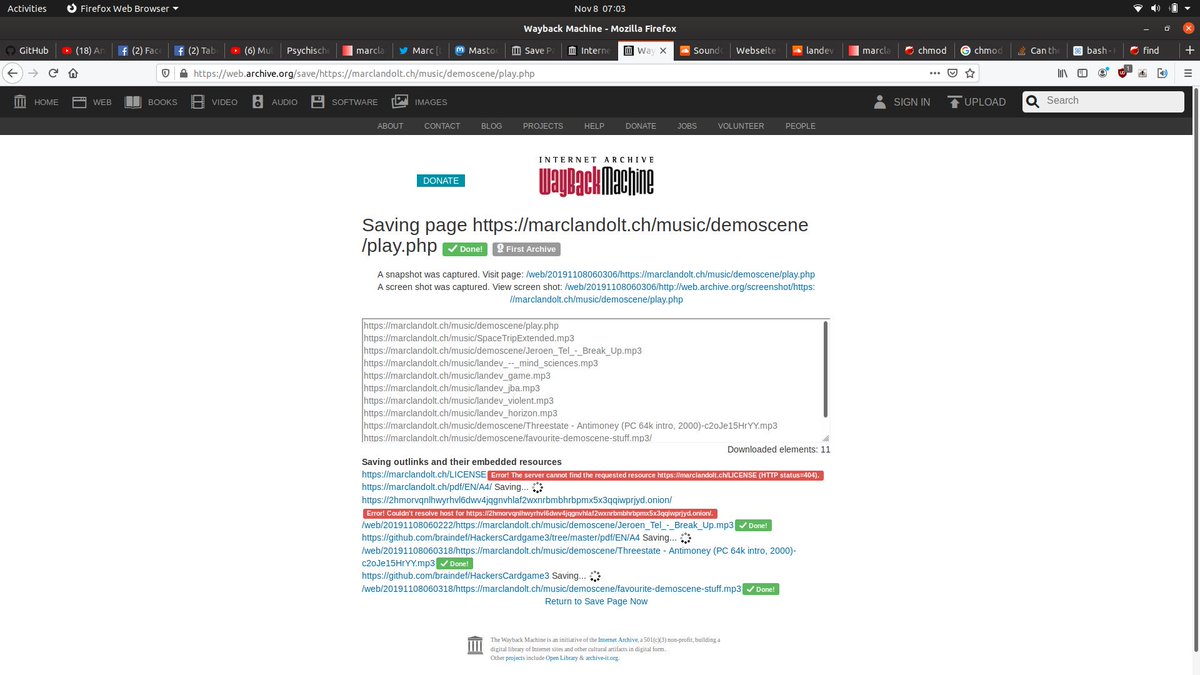 Activities Firefox Web Browser Nov 8 07:03
Wayback Machine - Mozilla Firefox
GitHub (18) An f (2) Fac f (2) Tab (6) Mu Psychisch marcla Marc [L Masto Save P Interne Way SoundC Webseite landev marcla chmod chmod Can the bash - find
https://web.archive.org/save/https://marclandolt.ch/music/demoscene/play.php
HOME WEB BOOKS VIDEO AUDIO SOFTWARE IMAGES SIGN IN UPLOAD Search
ABOUT CONTACT BLOG PROJECTS HELP DONATE JOBS VOLUNTEER PEOPLE
DONATE
INTERNET ARCHIVE
WayBackMachine
Saving page https://marclandolt.ch/music/demoscene
/play.php Done! First Archive
A snapshot was captured. Visit page: /web/20191108060306/https://marclandolt.ch/music/demoscene/play.php
A screen shot was captured. View screen shot: /web/20191108060306/http://web.archive.org/screenshot/https:
//marclandolt.ch/music/demoscene/play.php
https://marclandolt.ch/music/demoscene/play.php
https://marclandolt.ch/music/SpaceTripExtended.mp3
https://marclandolt.ch/music/demoscene/Jeroen_Tel_-_Break_Up.mp3
https://marclandolt.ch/music/landev_--_mind_sciences.mp3
https://marclandolt.ch/music/landev_game.mp3
https://marclandolt.ch/music/landev_jba.mp3
https://marclandolt.ch/music/landev_violent.mp3
https://marclandolt.ch/music/landev_horizon.mp3
https://marclandolt.ch/music/demoscene/Threestate - Antimoney (PC 64k intro, 2000)-c2oJe15HrYY.mp3
https://marclandolt.ch/music/demoscene/favourite-demoscene-stuff.mp3/
Downloaded elements: 11
Saving outlinks and their embedded resources
https://marclandolt.ch/LICENSE Error! The server cannot find the requested resource https://marclandolt.ch/LICENSE (HTTP status=404).
https://marclandolt.ch/pdf/EN/A4/ Saving...
https://2hmorvqnlhwyrhvl6dwv4jqgnvhlaf2wxnrbmbhrbpmx5x3qqiwprjyd.onion/
Error! Couldn't resolve host for https://2hmorvqnlhwyrhvl6dwv4jqgnvhlaf2wxnrbmbhrbpmx5x3qqiwprjyd.onion/.
/web/20191108060222/https://marclandolt.ch/music/demoscene/Jeroen_Tel_-_Break_Up.mp3 Done!
https://github.com/braindef/HackersCardgame3/tree/master/pdf/EN/A4 Saving...
/web/20191108060318/https://marclandolt.ch/music/demoscene/Threestate - Antimoney (PC 64k intro, 2000)-
c2oJe15HrYY.mp3 Done!
https://github.com/braindef/HackersCardgame3 Saving...
/web/20191108060318/https://marclandolt.ch/music/demoscene/favourite-demoscene-stuff.mp3 Done!
Return to Save Page Now
The Wayback Machine is an initiative of the Internet Archive, a 501(c)(3) non-profit, building a
digital library of Internet sites and other cultural artifacts in digital form.
Other projects include Open Library & archive-it.org.